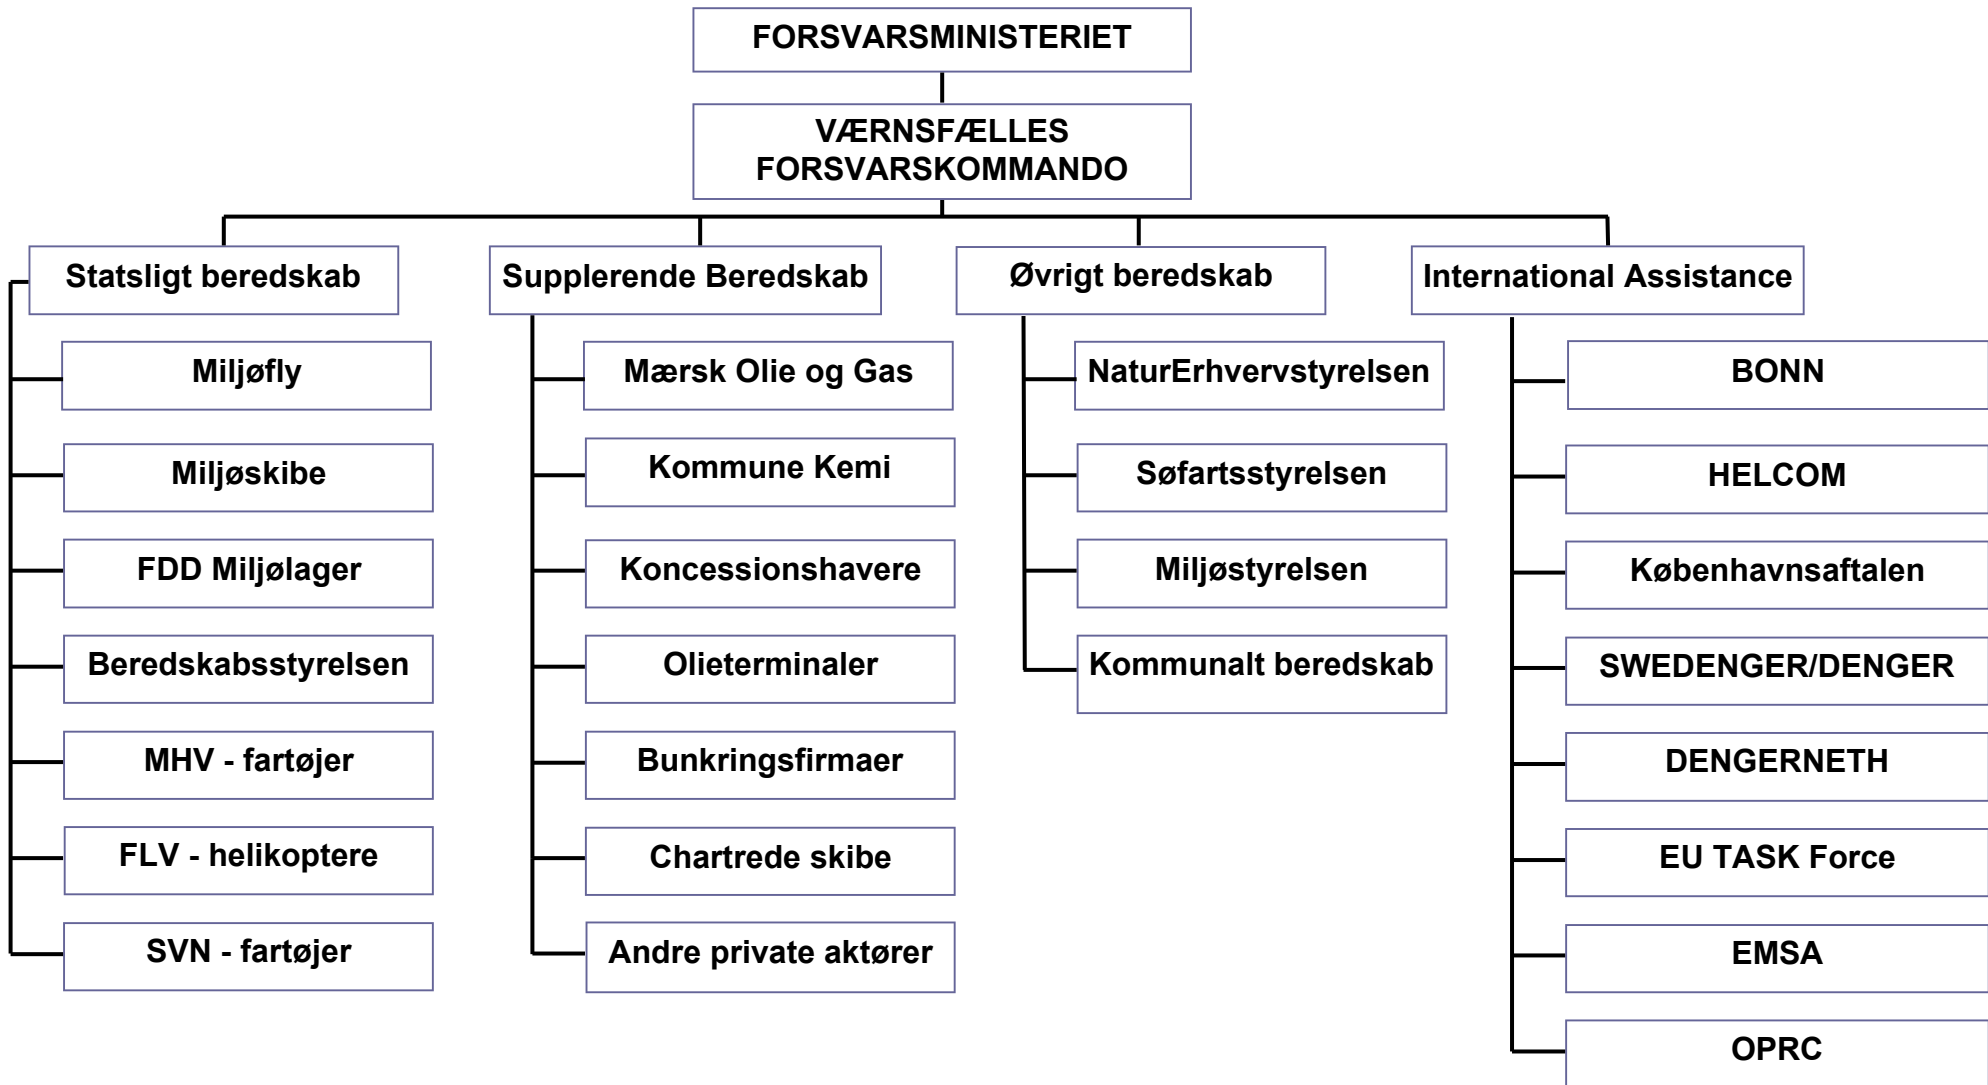 FORSVARSMINISTERIET
VÆRNSFÆLLES
FORSVARSKOMMANDO
Statsligt beredskab
Miljøfly
Miljøskibe
FDD Miljølager
Beredskabsstyrelsen
MHV - fartøjer
FLV - helikoptere
SVN - fartøjer
Supplerende Beredskab
Mærsk Olie og Gas
Kommune Kemi
Koncessionshavere
Olieterminaler
Bunkringsfirmaer
Chartrede skibe
Andre private aktører
Øvrigt beredskab
NaturErhvervstyrelsen
Søfartsstyrelsen
Miljøstyrelsen
Kommunalt beredskab
International Assistance
BONN
HELCOM
Københavnsaftalen
SWEDENGER/DENGER
DENGERNETH
EU TASK Force
EMSA
OPRC